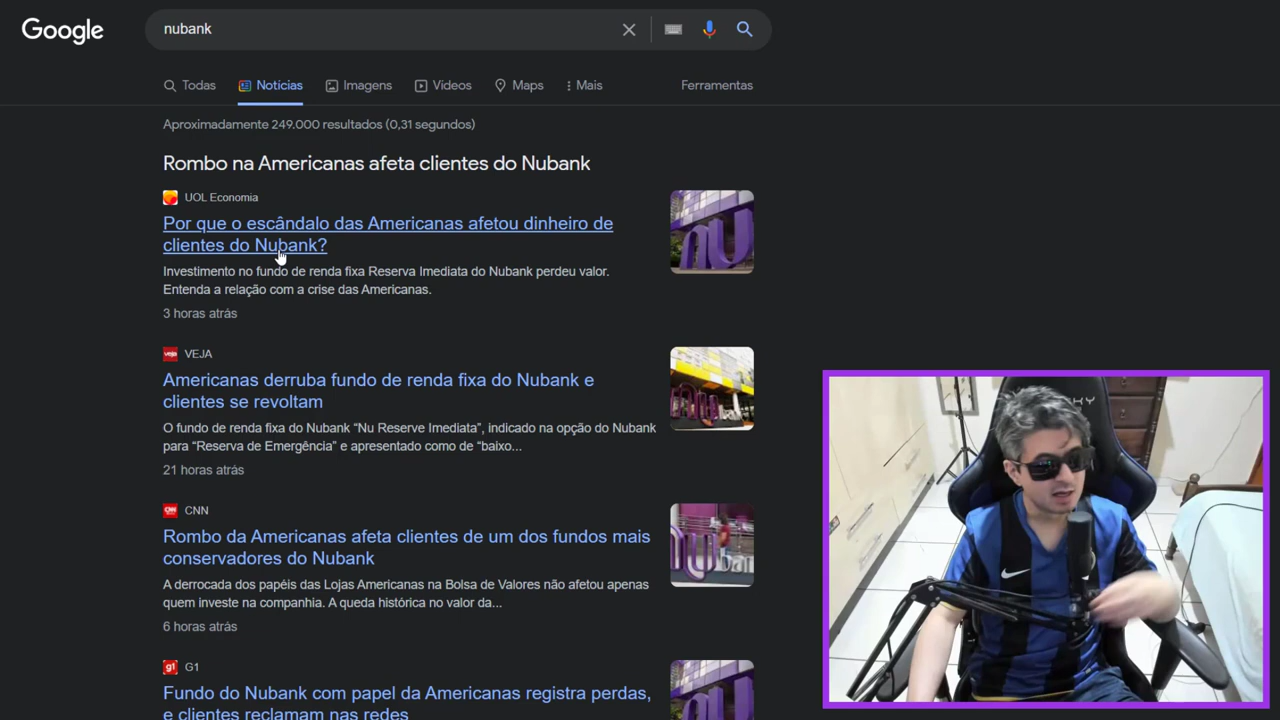 Google
nubank
Todas
Notícias
Imagens
Vídeos
Maps
Mais
Ferramentas
Aproximadamente 249.000 resultados (0,31 segundos)
Rombo na Americanas afeta clientes do Nubank
UOL Economia
Por que o escândalo das Americanas afetou dinheiro de
clientes do Nubank?
Investimento no fundo de renda fixa Reserva Imediata do Nubank perdeu valor.
Entenda a relação com a crise das Americanas.
3 horas atrás
nu
veja VEJA
Americanas derruba fundo de renda fixa do Nubank e
clientes se revoltam
O fundo de renda fixa do Nubank “Nu Reserve Imediata”, indicado na opção do Nubank
para “Reserva de Emergência” e apresentado como de “baixo...
21 horas atrás
CNN CNN
Rombo da Americanas afeta clientes de um dos fundos mais
conservadores do Nubank
A derrocada dos papéis das Lojas Americanas na Bolsa de Valores não afetou apenas
quem investe na companhia. A queda histórica no valor da...
6 horas atrás
g1 G1
Fundo do Nubank com papel da Americanas registra perdas,
e clientes reclamam nas redes